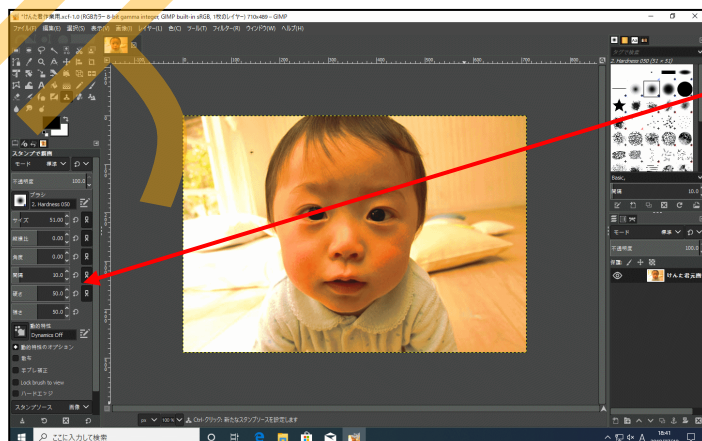 *けんた君作業用.xcf-1.0 (RGBカラー 8-bit gamma integer, GIMP built-in sRGB, 1枚のレイヤー) 710x480 – GIMP
ファイル(F) 編集(E) 選択(S) 表示(V) 画像(I) レイヤー(L) 色(C) ツール(T) フィルター(R) ウィンドウ(W) ヘルプ(H)
タグで検索
2. Hardness 050 (51 × 51)
スタンプで描画
モード 標準
不透明度 100.0
ブラシ
2. Hardness 050
サイズ 51.00
縦横比 0.00
角度 0.00
間隔 10.0
硬さ 50.0
強さ 50.0
動的特性
Dynamics Off
動的特性のオプション
散布
手ブレ補正
Lock brush to view
ハードエッジ
スタンプソース 画像
Basic,
間隔 10.0
モード 標準
不透明度 100.0
保護:
けんた君元画
px 100 % Ctrl-クリック: 新たなスタンプソースを設定します
ここに入力して検索
A
18:41